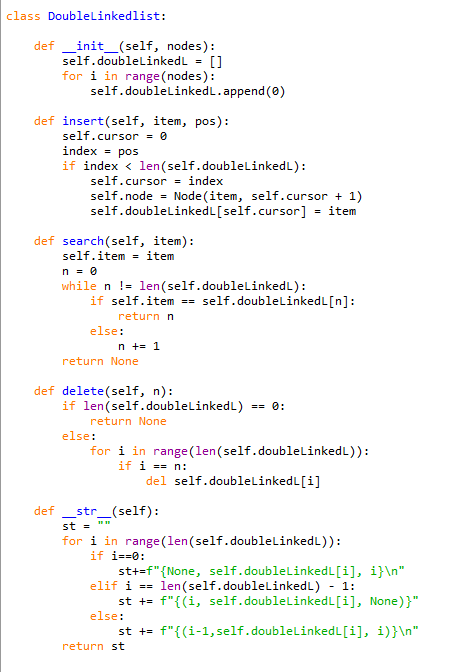 class DoubleLinkedlist:
    def __init__(self, nodes):
        self.doubleLinkedL = []
        for i in range(nodes):
            self.doubleLinkedL.append(0)
    def insert(self, item, pos):
        self.cursor = 0
        index = pos
        if index < len(self.doubleLinkedL):
            self.cursor = index
            self.node = Node(item, self.cursor + 1)
            self.doubleLinkedL[self.cursor] = item
    def search(self, item):
        self.item = item
        n = 0
        while n != len(self.doubleLinkedL):
            if self.item == self.doubleLinkedL[n]:
                return n
            else:
                n += 1
        return None
    def delete(self, n):
        if len(self.doubleLinkedL) == 0:
            return None
        else:
            for i in range(len(self.doubleLinkedL)):
                if i == n:
                    del self.doubleLinkedL[i]
    def __str__(self):
        st = ""
        for i in range(len(self.doubleLinkedL)):
            if i==0:
                st+=f"{None, self.doubleLinkedL[i], i}\n"
            elif i == len(self.doubleLinkedL) - 1:
                st += f"{(i, self.doubleLinkedL[i], None)}"
            else:
                st += f"{(i-1,self.doubleLinkedL[i], i)}\n"
        return st